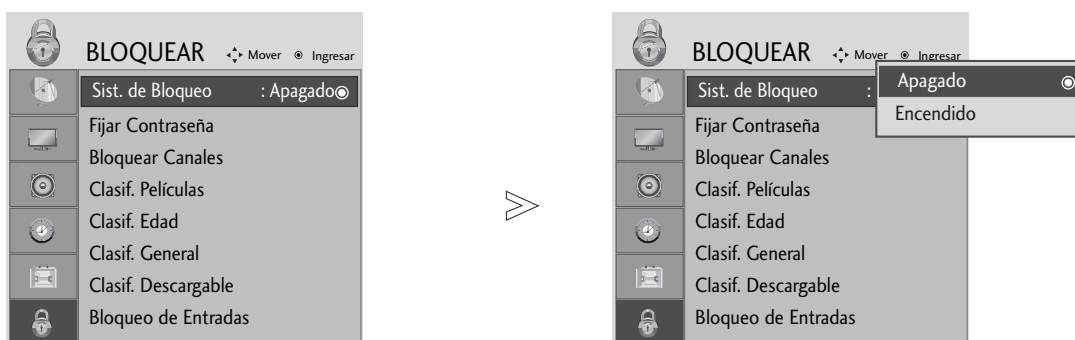 BLOQUEAR Mover Ingresar
Sist. de Bloqueo : Apagado
Fijar Contraseña
Bloquear Canales
Clasif. Películas
Clasif. Edad
Clasif. General
Clasif. Descargable
Bloqueo de Entradas
BLOQUEAR Mover Ingresar
Sist. de Bloqueo :
Apagado
Encendido
Fijar Contraseña
Bloquear Canales
Clasif. Películas
Clasif. Edad
Clasif. General
Clasif. Descargable
Bloqueo de Entradas